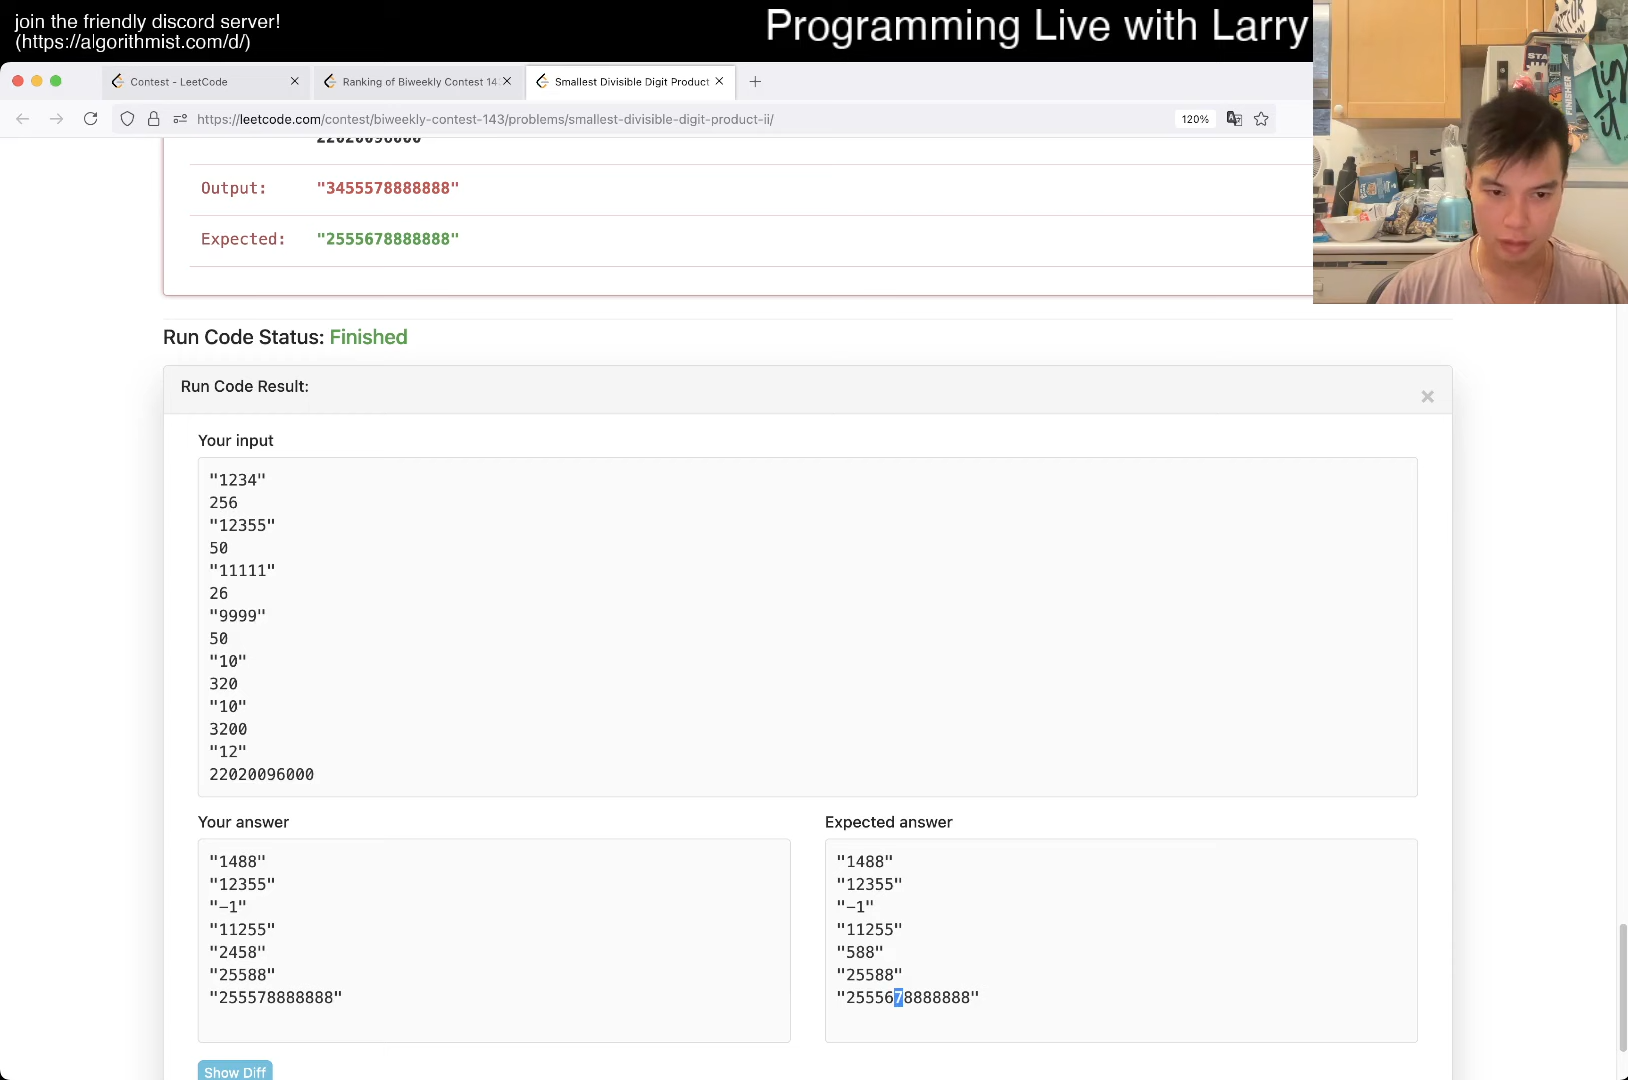 join the friendly discord server!
(https://algorithmist.com/d/)
Programming Live with Larry
Contest - LeetCode
Ranking of Biweekly Contest 14
Smallest Divisible Digit Product
https://leetcode.com/contest/biweekly-contest-143/problems/smallest-divisible-digit-product-ii/
120%
22020096000
Output: "3455578888888"
Expected: "2555678888888"
Run Code Status: Finished
Run Code Result:
Your input
"1234"
256
"12355"
50
"11111"
26
"9999"
50
"10"
320
"10"
3200
"12"
22020096000
Your answer
"1488"
"12355"
"-1"
"11255"
"2458"
"25588"
"255578888888"
Expected answer
"1488"
"12355"
"-1"
"11255"
"588"
"25588"
"2555678888888"
Show Diff